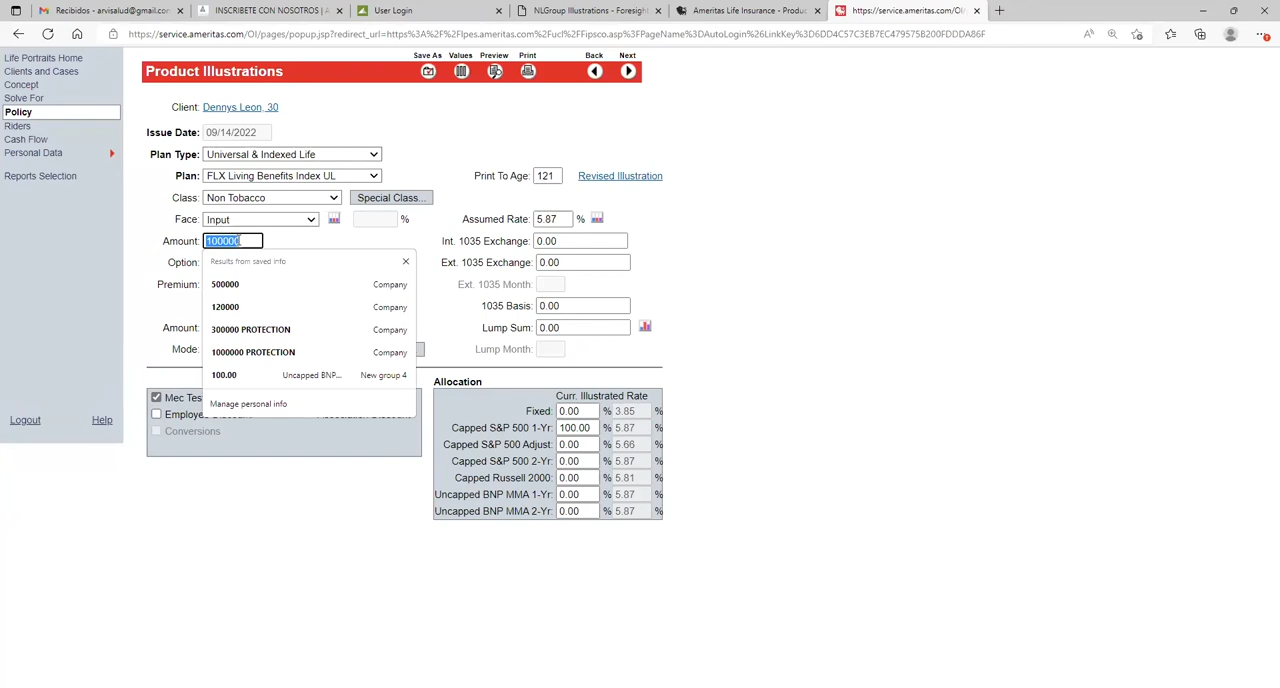 Recibidos - arvisalud@gmail.com
INSCRIBETE CON NOSOTROS | A
User Login
NLGroup Illustrations - Foresight
Ameritas Life Insurance - Produc
https://service.ameritas.com/OI/
https://service.ameritas.com/OI/pages/popup.jsp?redirect_url=https%3A%2F%2Flpes.ameritas.com%2Fucl%2FFipsco.asp%3FPageName%3DAutoLogin%26LinkKey%3D6DD4C57C3EB7EC479575B200FDDDA86F
Life Portraits Home
Clients and Cases
Concept
Solve For
Policy
Riders
Cash Flow
Personal Data
Reports Selection
Logout Help
Save As Values Preview Print Back Next
Product Illustrations
Client: Dennys Leon, 30
Issue Date: 09/14/2022
Plan Type: Universal & Indexed Life
Plan: FLX Living Benefits Index UL Print To Age: 121 Revised Illustration
Class: Non Tobacco Special Class...
Face: Input % Assumed Rate: 5.87 %
Amount: 100000 Int. 1035 Exchange: 0.00
Option: Ext. 1035 Exchange: 0.00
Premium: Ext. 1035 Month:
1035 Basis: 0.00
Amount: Lump Sum: 0.00
Mode: Lump Month:
Results from saved info
500000 Company
120000 Company
300000 PROTECTION Company
1000000 PROTECTION Company
100.00 Uncapped BNP... New group 4
Manage personal info
Mec Tes
Employe
Conversions
Allocation
Curr. Illustrated Rate
Fixed: 0.00 % 3.85 %
Capped S&P 500 1-Yr: 100.00 % 5.87 %
Capped S&P 500 Adjust: 0.00 % 5.66 %
Capped S&P 500 2-Yr: 0.00 % 5.87 %
Capped Russell 2000: 0.00 % 5.81 %
Uncapped BNP MMA 1-Yr: 0.00 % 5.87 %
Uncapped BNP MMA 2-Yr: 0.00 % 5.87 %